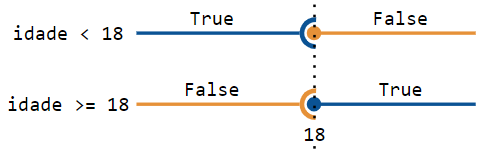 True False
idade < 18
False True
idade >= 18
18